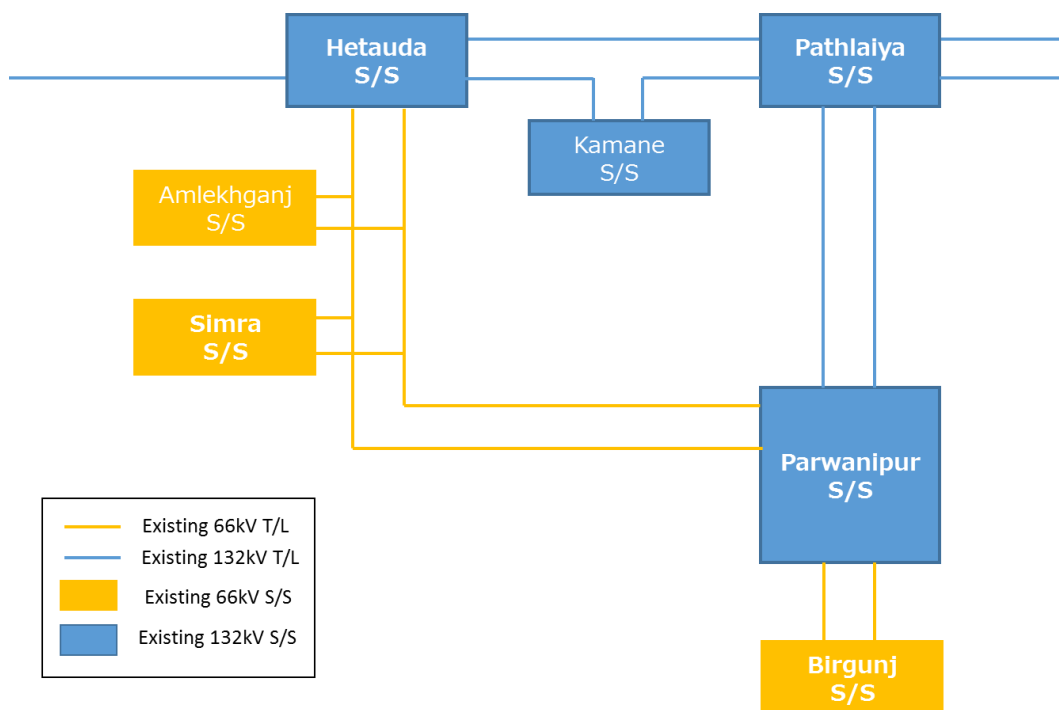 Hetauda
S/S
Pathlaiya
S/S
Kamane
S/S
Amlekhganj
S/S
Simra
S/S
Parwanipur
S/S
Existing 66kV T/L
Existing 132kV T/L
Existing 66kV S/S
Existing 132kV S/S
Birgunj
S/S